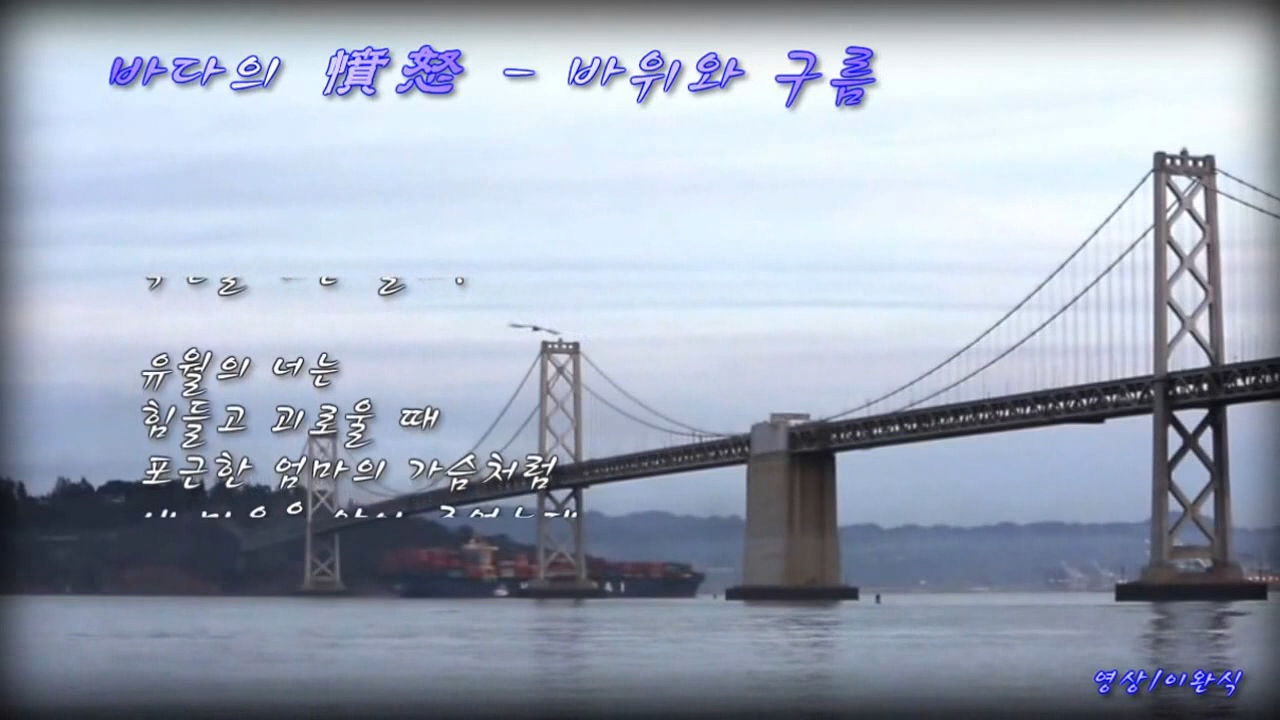 바다의 憤怒 - 바위와 구름
유월의 너는
힘들고 괴로울 때
포근한 엄마의 가슴처럼
영상/이완식